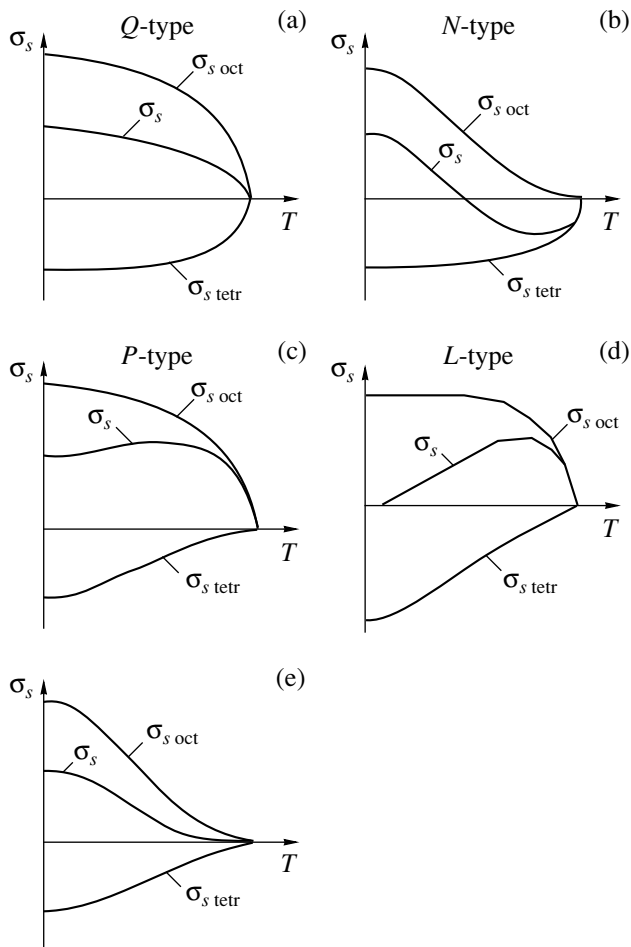 Q-type
(a)
σs
σs oct
σs
T
σs tetr
N-type
(b)
σs
σs oct
σs
T
σs tetr
P-type
(c)
σs
σs oct
σs
T
σs tetr
L-type
(d)
σs
σs oct
σs
T
σs tetr
(e)
σs
σs oct
σs
T
σs tetr